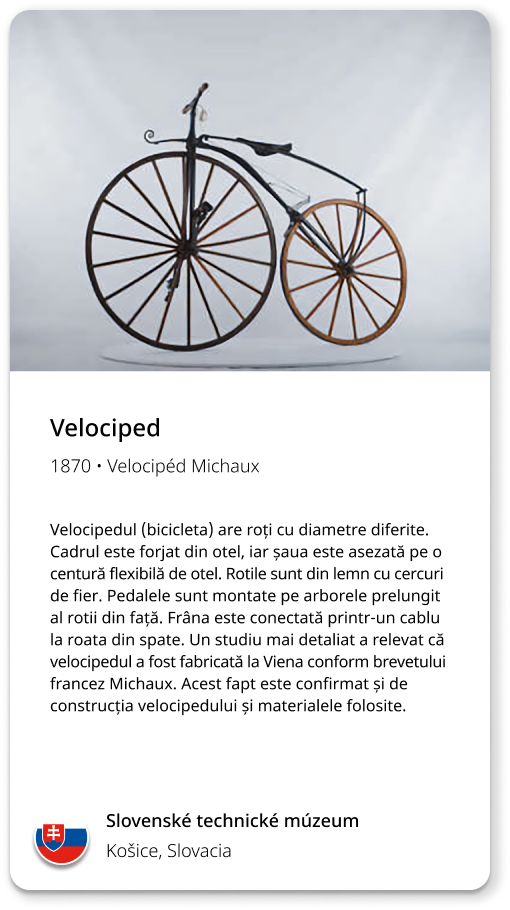 Velociped
1870 • Velocipéd Michaux
Velocipedul (bicicleta) are roți cu diametre diferite.
Cadrul este forjat din otel, iar șaua este asezată pe o
centură flexibilă de otel. Rotile sunt din lemn cu cercuri
de fier. Pedalele sunt montate pe arborele prelungit
al rotii din față. Frâna este conectată printr-un cablu
la roata din spate. Un studiu mai detaliat a relevat că
velocipedul a fost fabricată la Viena conform brevetului
francez Michaux. Acest fapt este confirmat și de
construcția velocipedului și materialele folosite.
Slovenské technické múzeum
Košice, Slovacia